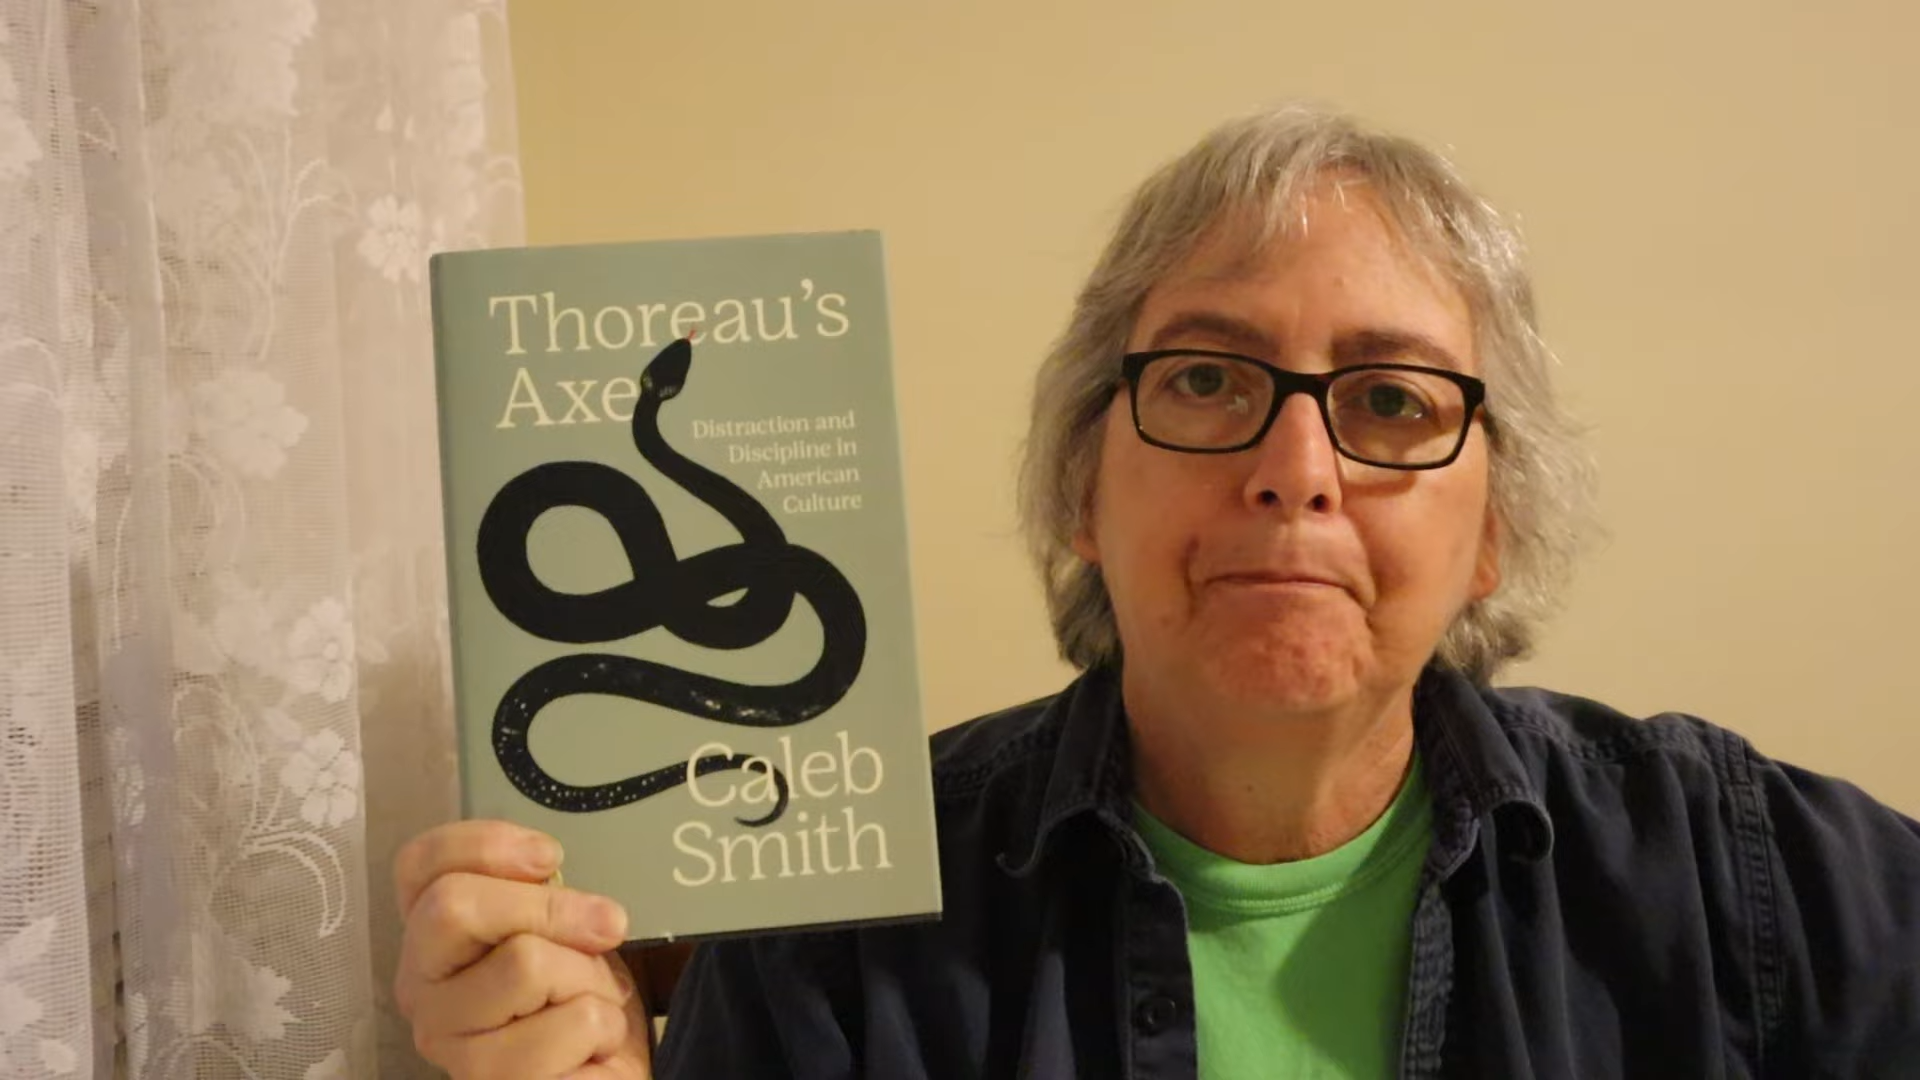 Thoreau's
Axe
Distraction and
Discipline in
American
Culture
Caleb
Smith